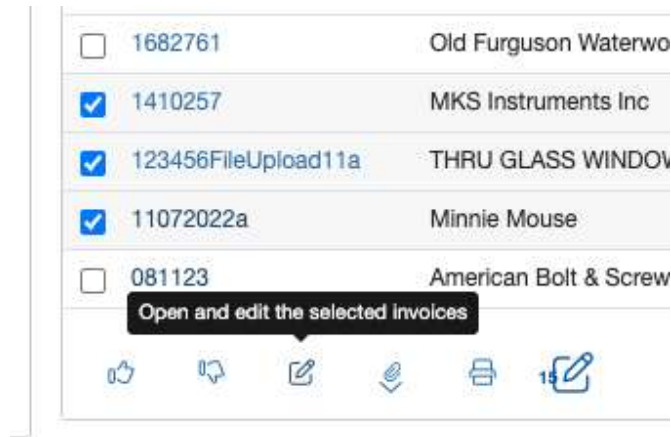 1682761 Old Furguson Waterwo
1410257 MKS Instruments Inc
123456FileUpload11a THRU GLASS WINDOW
11072022a Minnie Mouse
081123 American Bolt & Screw
Open and edit the selected invoices
15